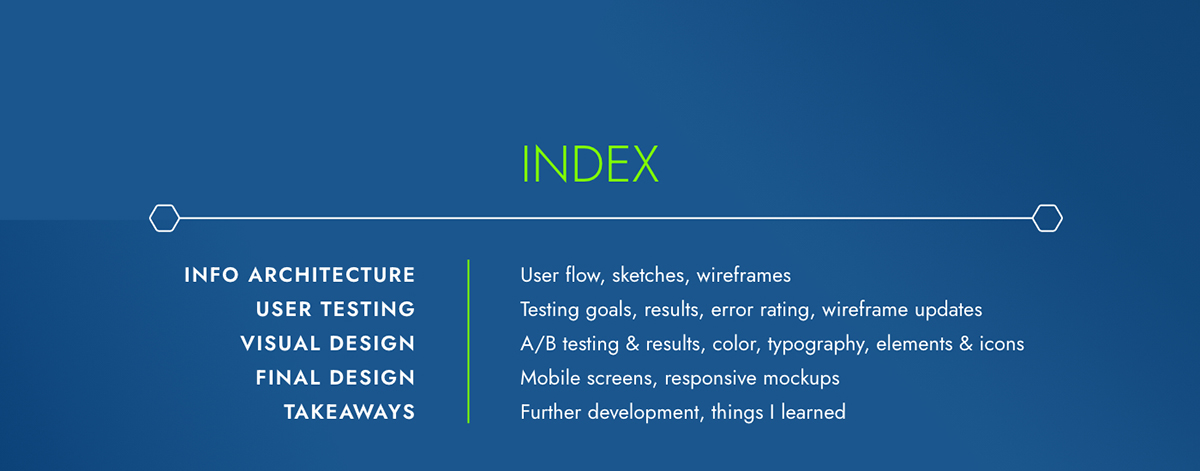 INDEX
INFO ARCHITECTURE User flow, sketches, wireframes
USER TESTING Testing goals, results, error rating, wireframe updates
VISUAL DESIGN A/B testing & results, color, typography, elements & icons
FINAL DESIGN Mobile screens, responsive mockups
TAKEAWAYS Further development, things I learned